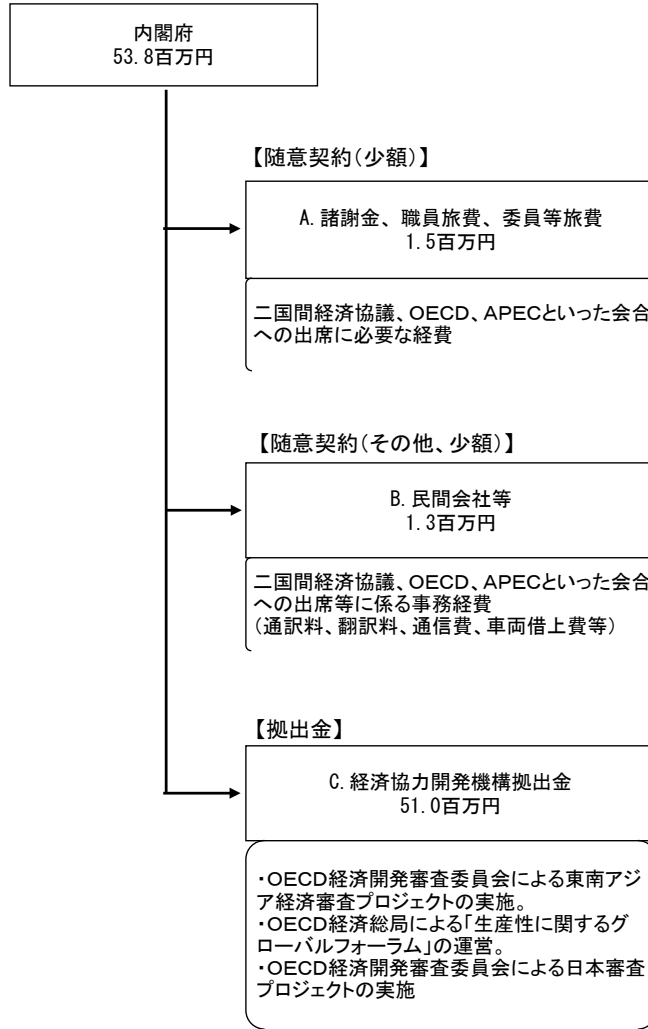 内閣府
53.8百万円
【随意契約(少額)】
A.諸謝金、職員旅費、委員等旅費
1.5百万円
二国間経済協議、OECD、APECといった会合
への出席に必要な経費
【随意契約(その他、少額)】
B.民間会社等
1.3百万円
二国間経済協議、OECD、APECといった会合
への出席等に係る事務経費
(通訳料、翻訳料、通信費、車両借上費等)
【拠出金】
C.経済協力開発機構拠出金
51.0百万円
・OECD経済開発審査委員会による東南アジ
ア経済審査プロジェクトの実施。
・OECD経済総局による「生産性に関するグ
ローバルフォーラム」の運営。
・OECD経済開発審査委員会による日本審査
プロジェクトの実施